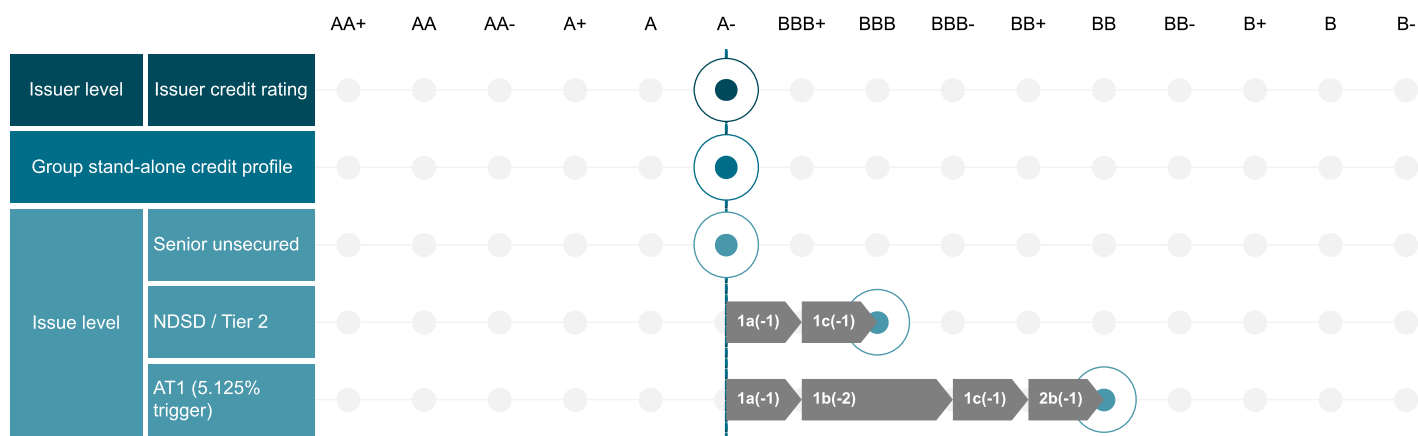 AA+ AA AA- A+ A A- BBB+ BBB BBB- BB+ BB BB- B+ B B-
Issuer level Issuer credit rating
Group stand-alone credit profile
Senior unsecured
Issue level NDSD / Tier 2 1a(-1) 1c(-1)
AT1 (5.125%
trigger)
1a(-1) 1b(-2) 1c(-1) 2b(-1)